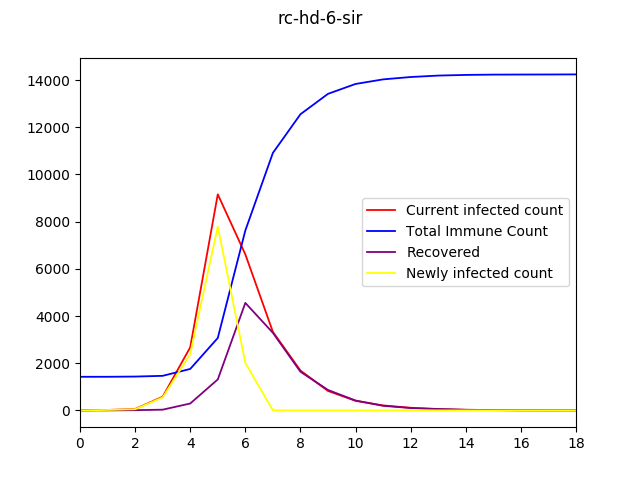 rc-hd-6-sir
14000
12000
10000
8000
6000
4000
2000
0
Current infected count
Total Immune Count
Recovered
Newly infected count
0 2 4 6 8 10 12 14 16 18